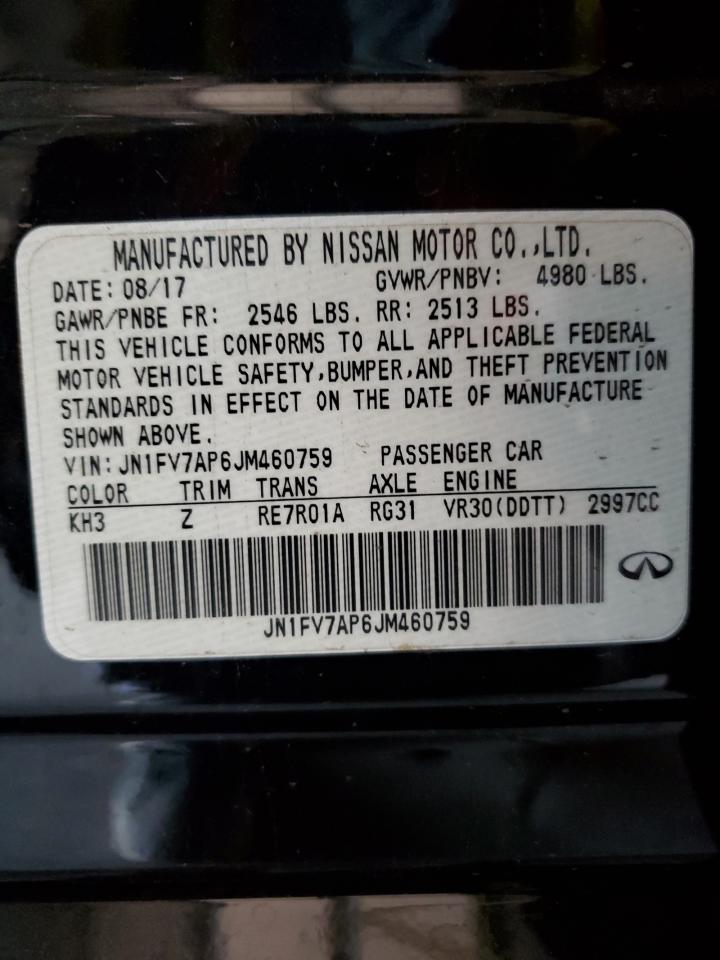 MANUFACTURED BY NISSAN MOTOR CO.,LTD.
DATE: 08/17 GVWR/PNBV: 4980 LBS.
GAWR/PNBE FR: 2546 LBS. RR: 2513 LBS.
THIS VEHICLE CONFORMS TO ALL APPLICABLE FEDERAL
MOTOR VEHICLE SAFETY,BUMPER,AND THEFT PREVENTION
STANDARDS IN EFFECT ON THE DATE OF MANUFACTURE
SHOWN ABOVE.
VIN:JN1FV7AP6JM460759 PASSENGER CAR
COLOR TRIM TRANS AXLE ENGINE
KH3 Z RE7R01A RG31 VR30(DDTT) 2997CC
JN1FV7AP6JM460759